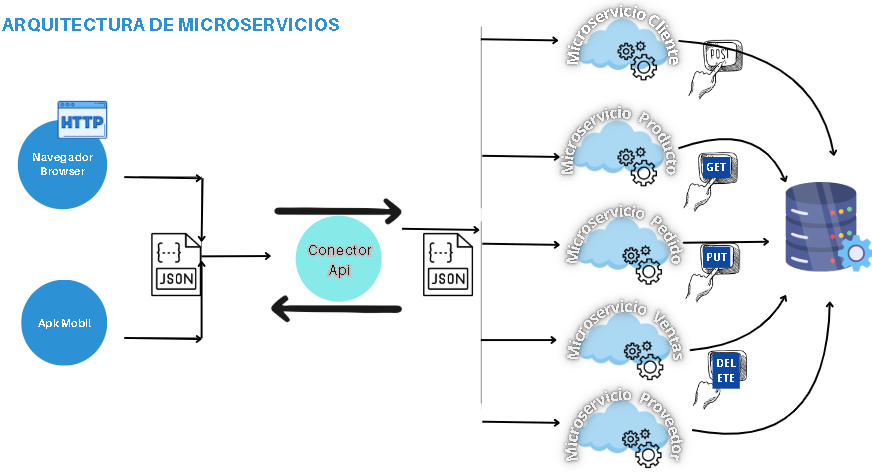 ARQUITECTURA DE MICROSERVICIOS
HTTP
Navegador
Browser
Apk Mobil
{...}
JSON
Conector
Api
{...}
JSON
Microservicio Cliente
POST
Microservicio Producto
GET
Microservicio Pedido
PUT
Microservicio Ventas
DEL
ETE
Microservicio Proveedor